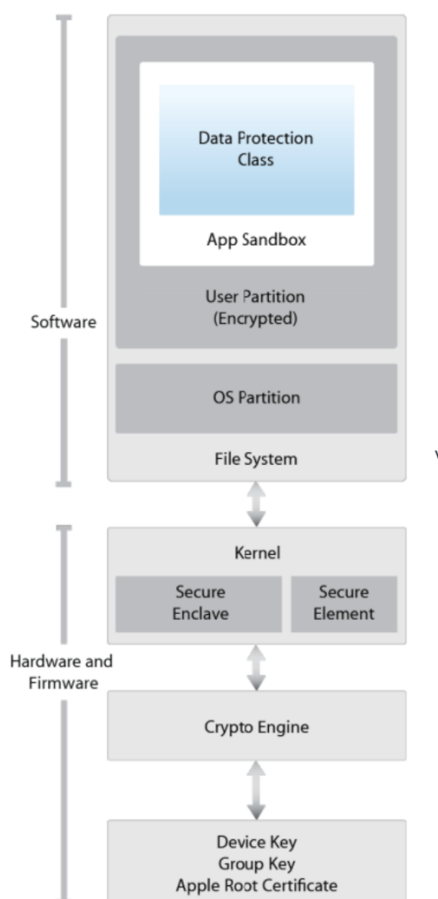 Data Protection
Class
App Sandbox
User Partition
(Encrypted)
Software
OS Partition
File System
Kernel
Secure
Enclave
Secure
Element
Hardware and
Firmware
Crypto Engine
Device Key
Group Key
Apple Root Certificate